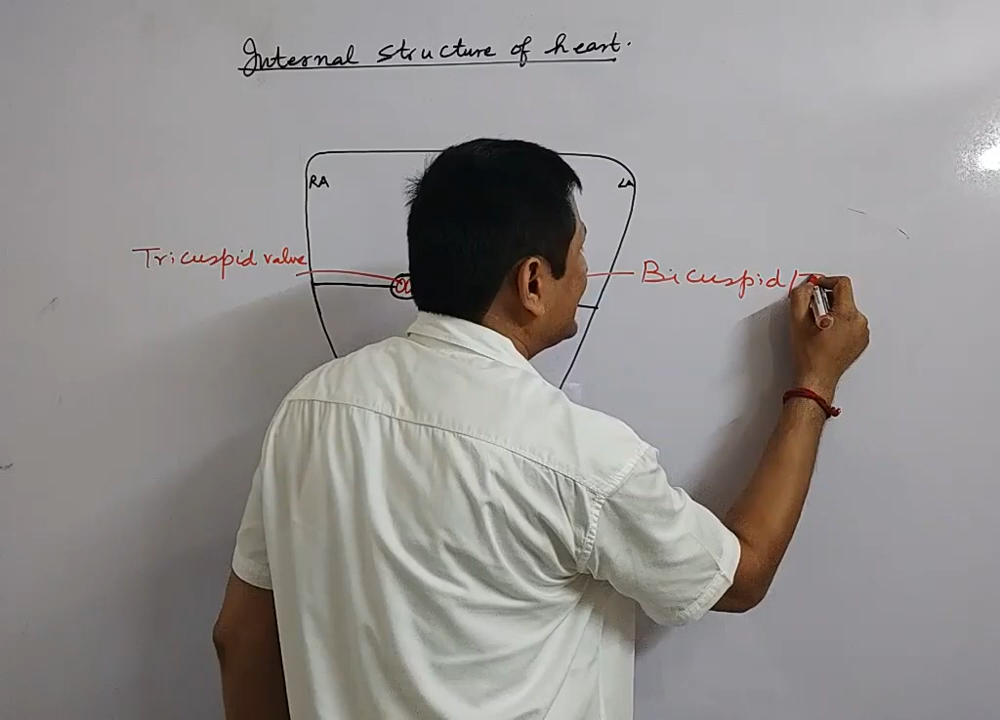 Internal structure of heart.
RA
LA
Tricuspid valve
Bicuspid /